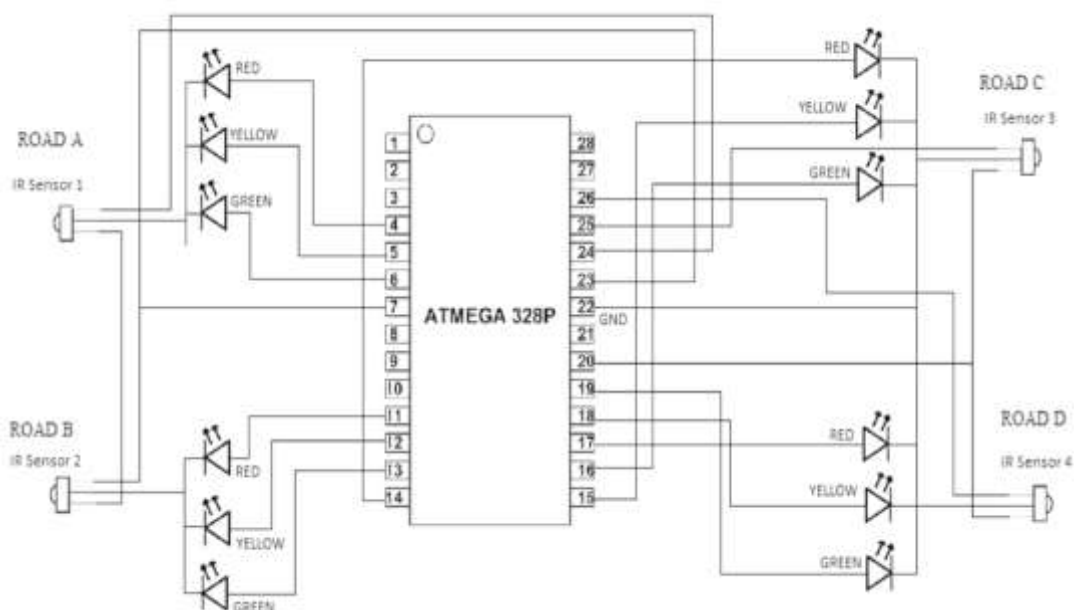 RED
YELLOW
GREEN
ROAD A
IR Sensor 1
RED
YELLOW
GREEN
ROAD C
IR Sensor 3
1
2
3
4
5
6
7
8
9
10
11
12
13
14
ATMEGA 328P
28
27
26
25
24
23
22
GND
21
20
19
18
17
16
15
ROAD B
IR Sensor 2
RED
YELLOW
GREEN
RED
YELLOW
GREEN
ROAD D
IR Sensor 4